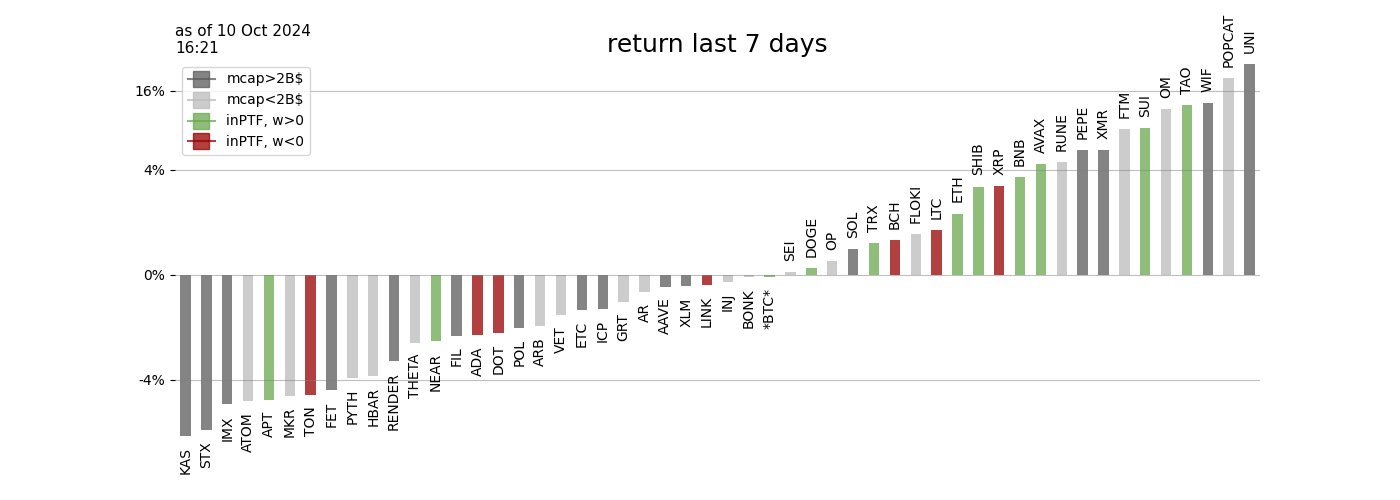 as of 10 Oct 2024
16:21
return last 7 days
mcap>2B$
mcap<2B$
inPTF, w>0
inPTF, w<0
16%
4%
0%
-4%
KAS
STX
IMX
ATOM
APT
MKR
TON
FET
PYTH
HBAR
RENDER
THETA
NEAR
FIL
ADA
DOT
POL
ARB
VET
ETC
ICP
GRT
AR
AAVE
XLM
LINK
INJ
BONK
*BTC*
SEI
DOGE
OP
SOL
TRX
BCH
FLOKI
LTC
ETH
SHIB
XRP
BNB
AVAX
RUNE
PEPE
XMR
FTM
SUI
OM
TAO
WIF
POPCAT
UNI